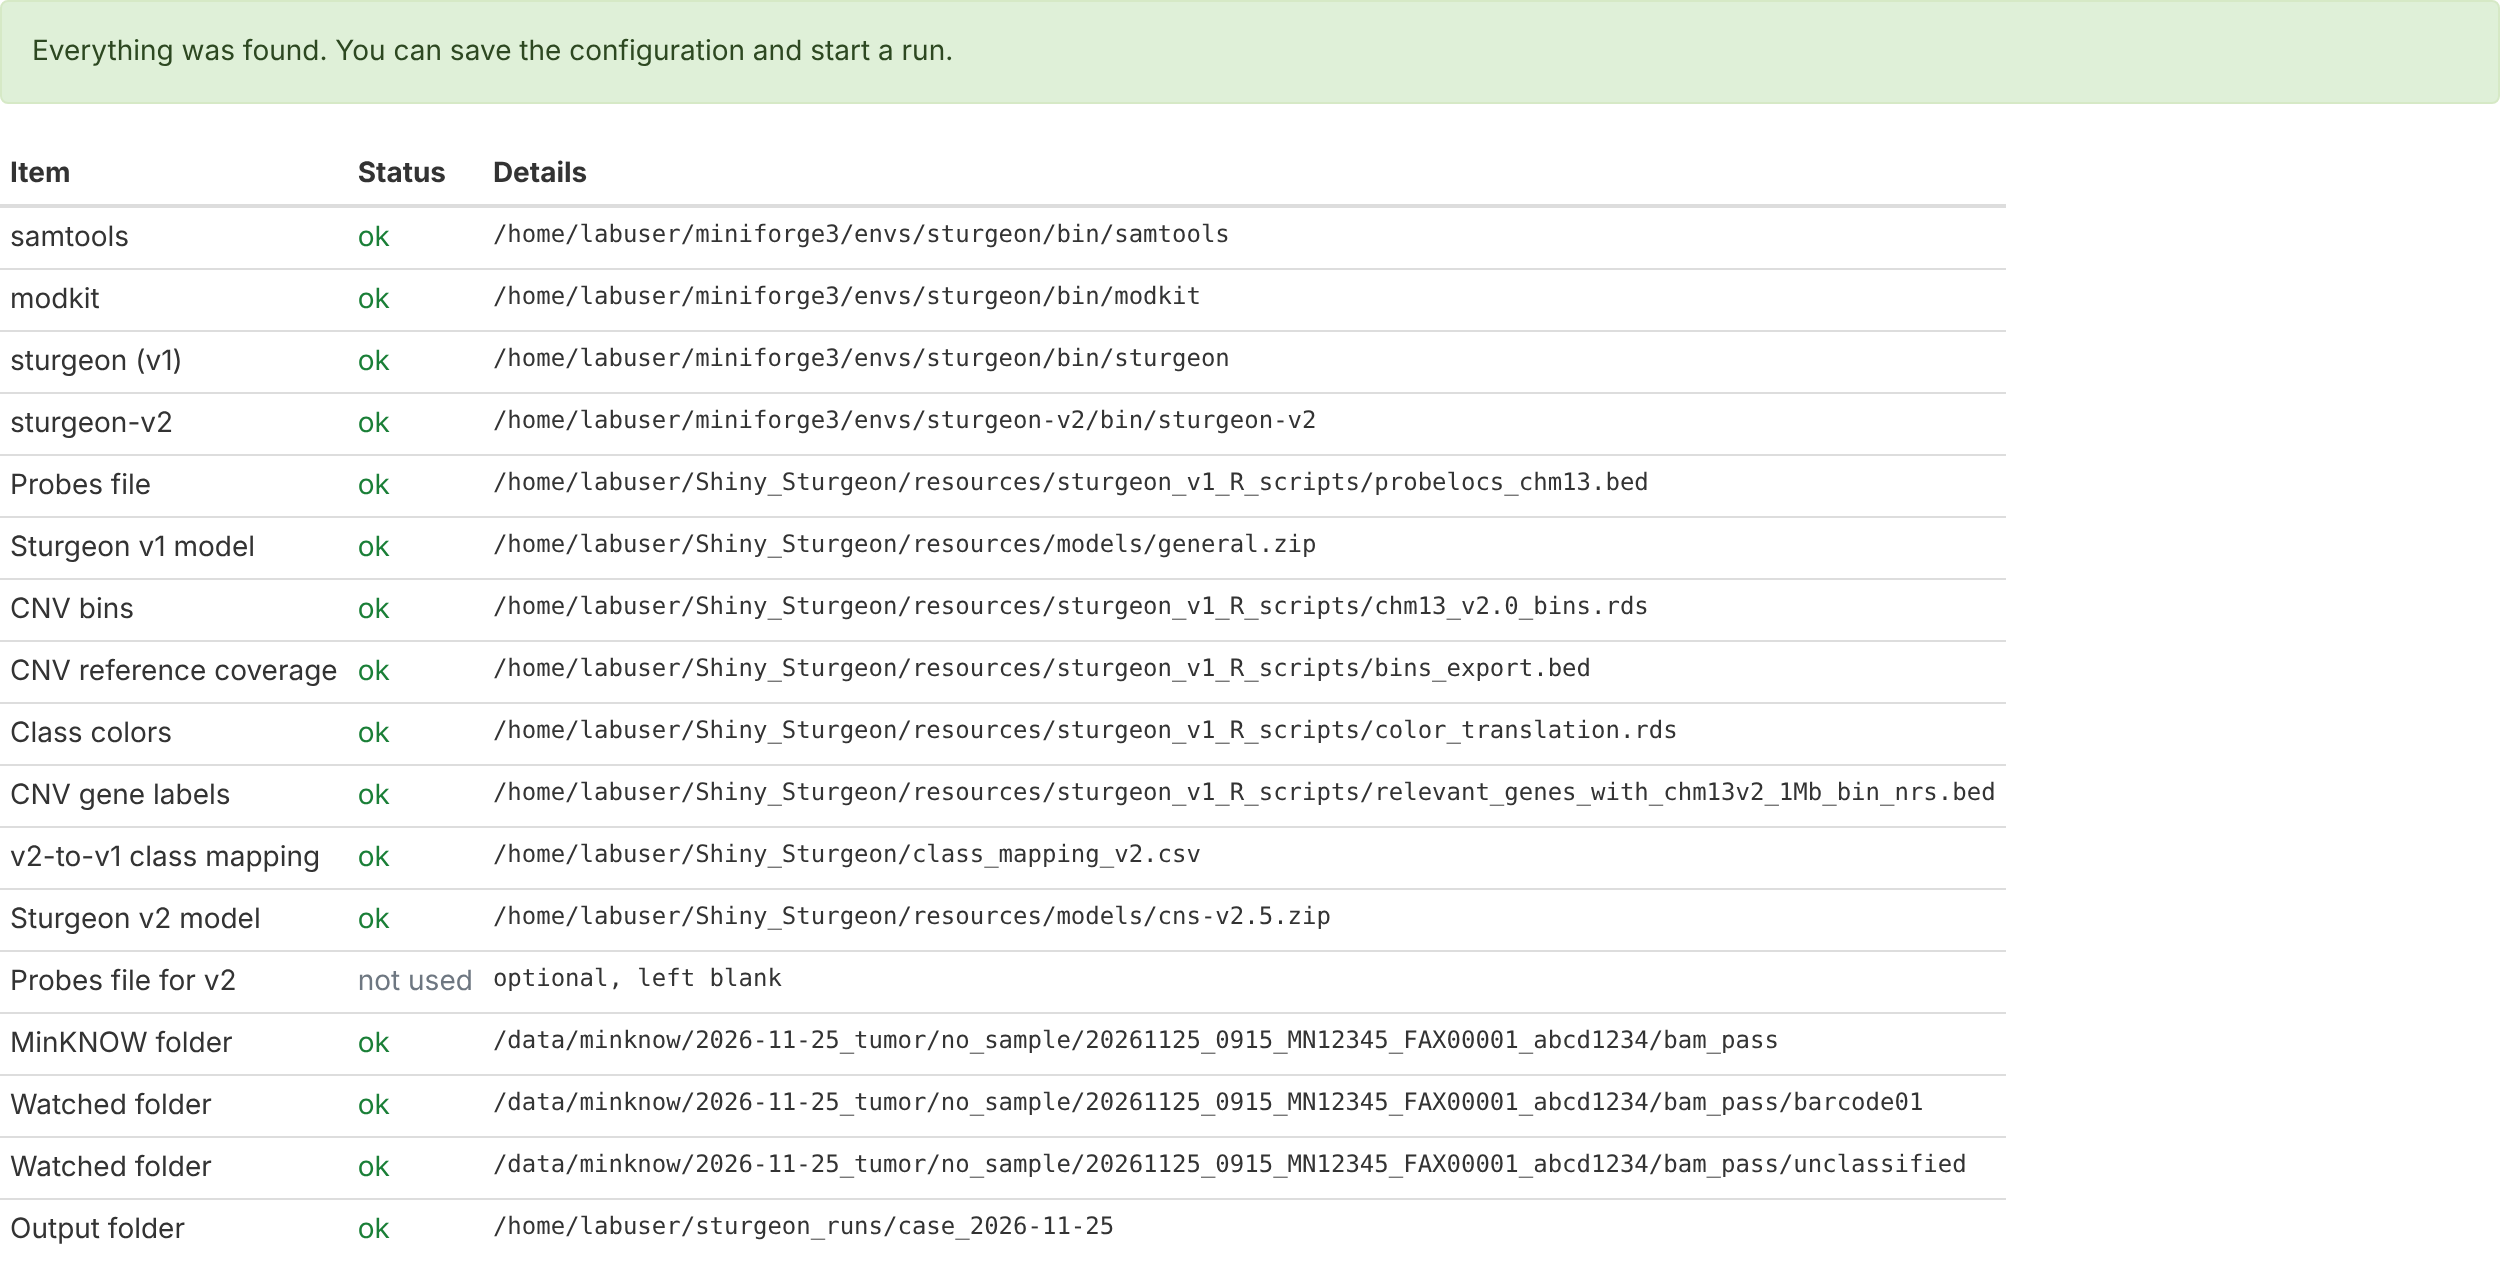 Everything was found. You can save the configuration and start a run.
Item Status Details
samtools ok /home/labuser/miniforge3/envs/sturgeon/bin/samtools
modkit ok /home/labuser/miniforge3/envs/sturgeon/bin/modkit
sturgeon (v1) ok /home/labuser/miniforge3/envs/sturgeon/bin/sturgeon
sturgeon-v2 ok /home/labuser/miniforge3/envs/sturgeon-v2/bin/sturgeon-v2
Probes file ok /home/labuser/Shiny_Sturgeon/resources/sturgeon_v1_R_scripts/probelocs_chm13.bed
Sturgeon v1 model ok /home/labuser/Shiny_Sturgeon/resources/models/general.zip
CNV bins ok /home/labuser/Shiny_Sturgeon/resources/sturgeon_v1_R_scripts/chm13_v2.0_bins.rds
CNV reference coverage ok /home/labuser/Shiny_Sturgeon/resources/sturgeon_v1_R_scripts/bins_export.bed
Class colors ok /home/labuser/Shiny_Sturgeon/resources/sturgeon_v1_R_scripts/color_translation.rds
CNV gene labels ok /home/labuser/Shiny_Sturgeon/resources/sturgeon_v1_R_scripts/relevant_genes_with_chm13v2_1Mb_bin_nrs.bed
v2-to-v1 class mapping ok /home/labuser/Shiny_Sturgeon/class_mapping_v2.csv
Sturgeon v2 model ok /home/labuser/Shiny_Sturgeon/resources/models/cns-v2.5.zip
Probes file for v2 not used optional, left blank
MinKNOW folder ok /data/minknow/2026-11-25_tumor/no_sample/20261125_0915_MN12345_FAX00001_abcd1234/bam_pass
Watched folder ok /data/minknow/2026-11-25_tumor/no_sample/20261125_0915_MN12345_FAX00001_abcd1234/bam_pass/barcode01
Watched folder ok /data/minknow/2026-11-25_tumor/no_sample/20261125_0915_MN12345_FAX00001_abcd1234/bam_pass/unclassified
Output folder ok /home/labuser/sturgeon_runs/case_2026-11-25